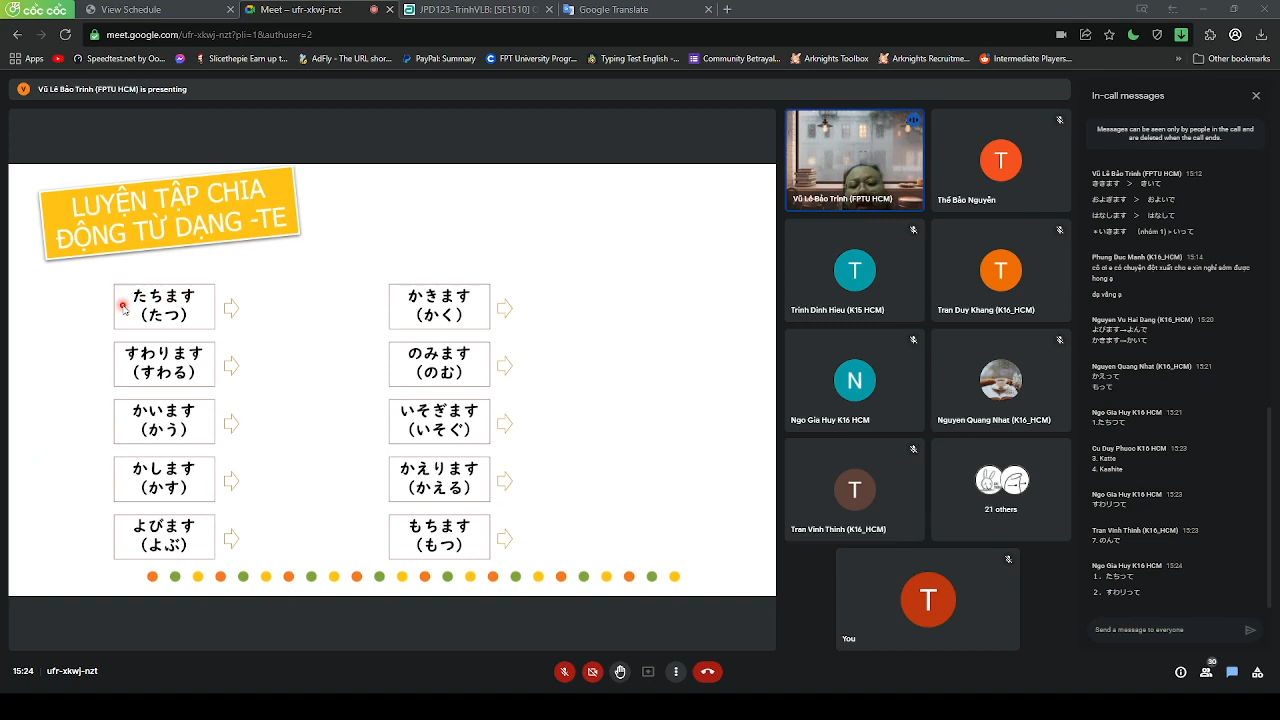 cốc cốc
View Schedule
Meet – ufr-xkwj-nzt
JPD123-TrinhVLB: [SE1510]
Google Translate
meet.google.com/ufr-xkwj-nzt?pli=1&authuser=2
Apps
Speedtest.net by Oo...
Slicethepie Earn up t...
AdFly - The URL shor...
PayPal: Summary
FPT University Progr...
Typing Test English -...
Community Betrayal...
Arknights Toolbox
Arknights Recruitme...
Intermediate Players...
»
Other bookmarks
V
Vũ Lê Bảo Trinh (FPTU HCM) is presenting
LUYỆN TẬP CHIA
ĐỘNG TỪ DẠNG -TE
たちます
(たつ)
すわります
(すわる)
かいます
(かう)
かします
(かす)
よびます
(よぶ)
かきます
(かく)
のみます
(のむ)
いそぎます
(いそぐ)
かえります
(かえる)
もちます
(もつ)
Vũ Lê Bảo Trinh (FPTU HCM)
T
Thế Bảo Nguyễn
T
Trinh Dinh Hieu (K15 HCM)
T
Tran Duy Khang (K16_HCM)
N
Ngo Gia Huy K16 HCM
Nguyen Quang Nhat (K16_HCM)
T
Tran Vinh Thinh (K16_HCM)
21 others
T
You
In-call messages
Messages can be seen only by people in the call and
are deleted when the call ends.
Vũ Lê Bảo Trinh (FPTU HCM) 15:12
ききます > きいて
およぎます > およいで
はなします > はなして
*いきます (nhóm 1) > いって
Phung Duc Manh (K16_HCM) 15:14
cô ơi e có chuyện đột xuất cho e xin nghỉ sớm được
hong ạ
dạ vâng ạ
Nguyen Vu Hai Dang (K16_HCM) 15:20
よびます→よんで
かきます→かいて
Nguyen Quang Nhat (K16_HCM) 15:21
かえって
もって
Ngo Gia Huy K16 HCM 15:21
1.たちつて
Cu Duy Phuoc K16 HCM 15:23
3. Katte
4. Kashite
Ngo Gia Huy K16 HCM 15:23
すわりつて
Tran Vinh Thinh (K16_HCM) 15:23
7. のんで
Ngo Gia Huy K16 HCM 15:24
1. たちって
2. すわりって
Send a message to everyone
15:24
ufr-xkwj-nzt
30